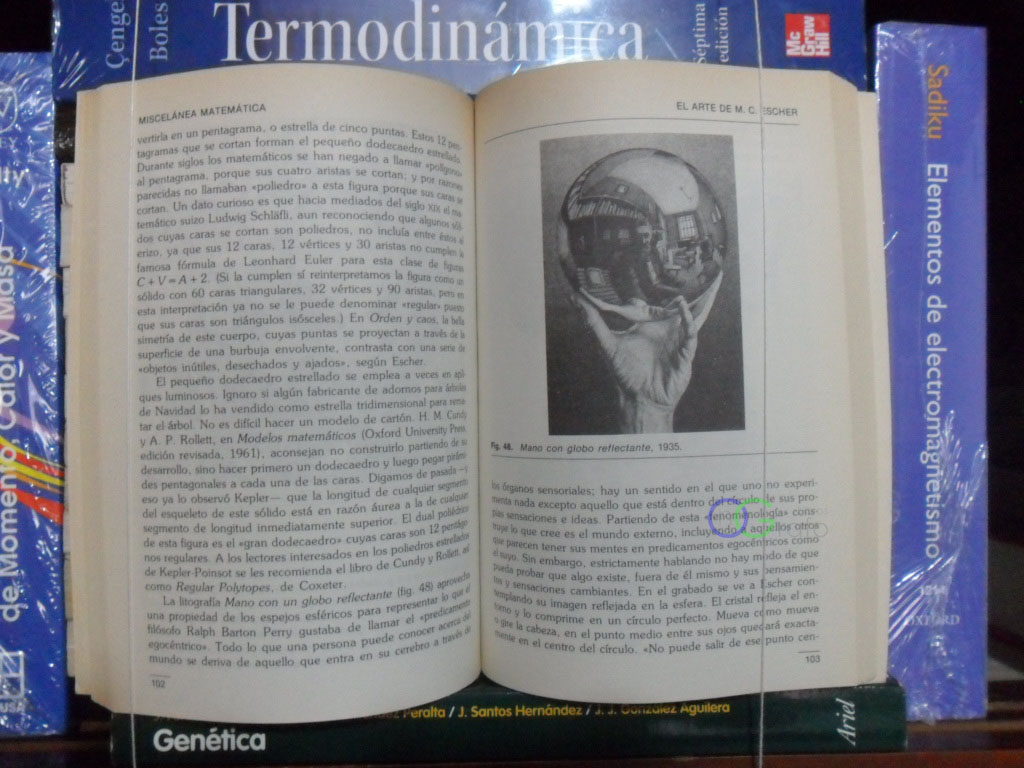 Çengel
Boles
Termodinámica
Séptima
edición
Mc
Graw
Hill
de Momento, Calor y Masa
MISCELÁNEA MATEMÁTICA
vertirla en un pentagrama, o estrella de cinco puntas. Estos 12 pen-
tagramas que se cortan forman el pequeño dodecaedro estrellado.
Durante siglos los matemáticos se han negado a llamar «polígono»
al pentagrama, porque sus cuatro aristas se cortan; y por razones
parecidas no llamaban «poliedro» a esta figura porque sus caras se
cortan. Un dato curioso es que hacia mediados del siglo XIX el ma-
temático suizo Ludwig Schläfli, aun reconociendo que algunos sóli-
dos cuyas caras se cortan son poliedros, no incluía entre éstos al
erizo, ya que sus 12 caras, 12 vértices y 30 aristas no cumplen la
famosa fórmula de Leonhard Euler para esta clase de figuras
C + V = A + 2. (Si la cumplen sí reinterpretamos la figura como un
sólido con 60 caras triangulares, 32 vértices y 90 aristas, pero en
esta interpretación ya no se le puede denominar «regular» puesto
que sus caras son triángulos isósceles.) En Orden y caos, la bella
simetría de este cuerpo, cuyas puntas se proyectan a través de la
superficie de una burbuja envolvente, contrasta con una serie de
«objetos inútiles, desechados y ajados», según Escher.
El pequeño dodecaedro estrellado se emplea a veces en apli-
ques luminosos. Ignoro si algún fabricante de adornos para árboles
de Navidad lo ha vendido como estrella tridimensional para rema-
tar el árbol. No es difícil hacer un modelo de cartón. H. M. Cundy
y A. P. Rollett, en Modelos matemáticos (Oxford University Press,
edición revisada, 1961), aconsejan no construirlo partiendo de su
desarrollo, sino hacer primero un dodecaedro y luego pegar pirámi-
des pentagonales a cada una de las caras. Digamos de pasada —y
eso ya lo observó Kepler— que la longitud de cualquier segmento
del esqueleto de este sólido está en razón áurea a la de cualquier
segmento de longitud inmediatamente superior. El dual poliédrico
de esta figura es el «gran dodecaedro» cuyas caras son 12 pentágo-
nos regulares. A los lectores interesados en los poliedros estrellados
de Kepler-Poinsot se les recomienda el libro de Cundy y Rollett, así
como Regular Polytopes, de Coxeter.
La litografía Mano con un globo reflectante (fig. 48) aprovecha
una propiedad de los espejos esféricos para representar lo que el
filósofo Ralph Barton Perry gustaba de llamar el «predicamento
egocéntrico». Todo lo que una persona puede conocer acerca del
mundo se deriva de aquello que entra en su cerebro a través de
102
EL ARTE DE M. C. ESCHER
Fig. 48. Mano con globo reflectante, 1935.
los órganos sensoriales; hay un sentido en el que uno no experi-
menta nada excepto aquello que está dentro del círculo de sus pro-
pias sensaciones e ideas. Partiendo de esta «fenomenología» cons-
truye lo que cree es el mundo externo, incluyendo a aquellos otros
que parecen tener sus mentes en predicamentos egocéntricos como
el suyo. Sin embargo, estrictamente hablando no hay modo de que
pueda probar que algo existe, fuera de él mismo y sus pensamien-
tos y sensaciones cambiantes. En el grabado se ve a Escher con-
templando su imagen reflejada en la esfera. El cristal refleja el en-
torno y lo comprime en un círculo perfecto. Mueva como mueva
o gire la cabeza, en el punto medio entre sus ojos quedará exacta-
mente en el centro del círculo. «No puede salir de ese punto cen-
103
Sadiku
Elementos de electromagnetismo
OXFORD
Peralta / J. Santos Hernández / J. J. González Aguilera
Genética
Ariel